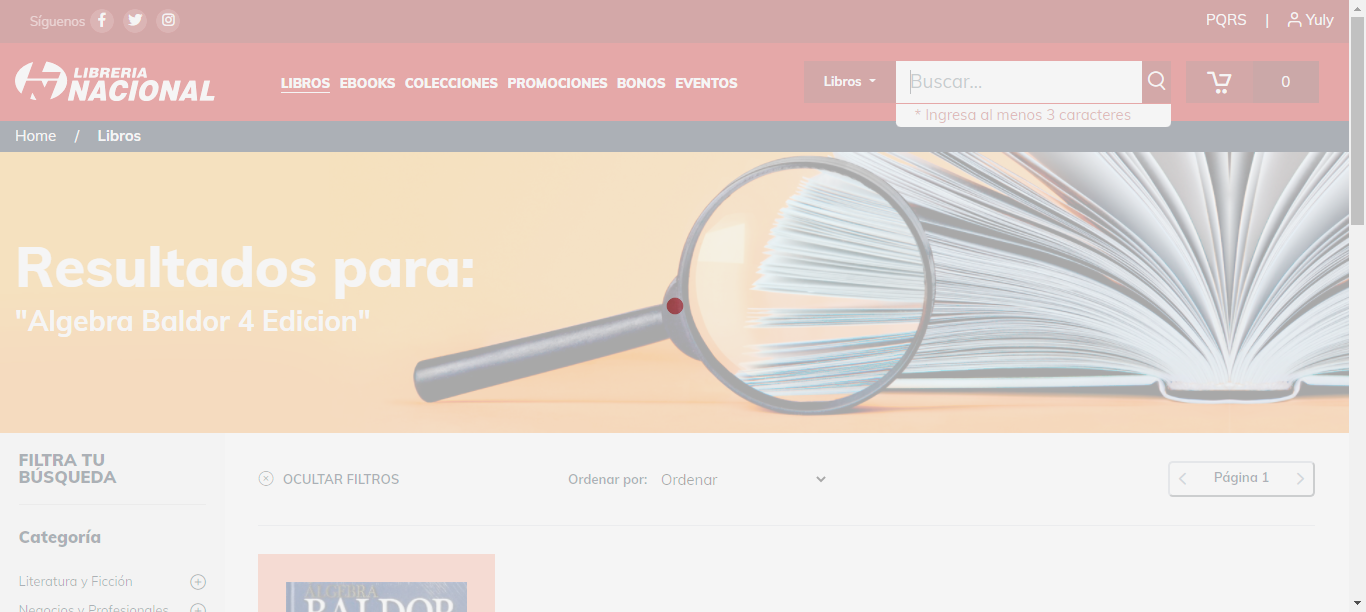 Síguenos
PQRS | Yuly
LIBRERIA
NACIONAL
LIBROS EBOOKS COLECCIONES PROMOCIONES BONOS EVENTOS
Libros
Buscar...
0
* Ingresa al menos 3 caracteres
Home / Libros
Resultados para:
"Algebra Baldor 4 Edicion"
FILTRA TU
BÚSQUEDA
OCULTAR FILTROS
Ordenar por: Ordenar
Página 1
Categoría
Literatura y Ficción
Negocios y Profesionales
ALGEBRA
BALDOR